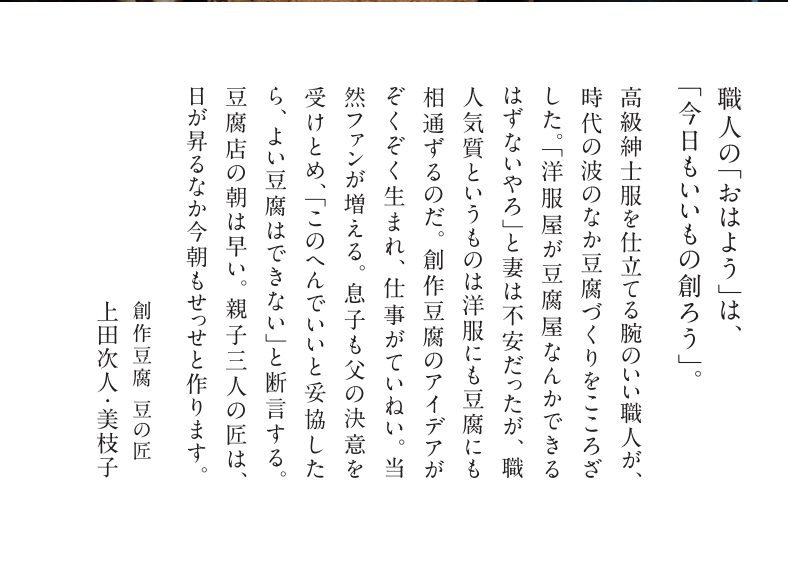 職人の「おはよう」は、
「今日もいいもの創ろう」。
高級紳士服を仕立てる腕のいい職人が、
時代の波のなか豆腐づくりをこころざ
した。「洋服屋が豆腐屋なんかできる
はずないやろ」と妻は不安だったが、職
人気質というものは洋服にも豆腐にも
相通ずるのだ。創作豆腐のアイデアが
ぞくぞく生まれ、仕事がていねい。当
然ファンが増える。息子も父の決意を
受けとめ、「このへんでいいと妥協した
ら、よい豆腐はできない」と断言する。
豆腐店の朝は早い。親子三人の匠は、
日が昇るなか今朝もせっせと作ります。
創作豆腐 豆の匠
上田次人・美枝子